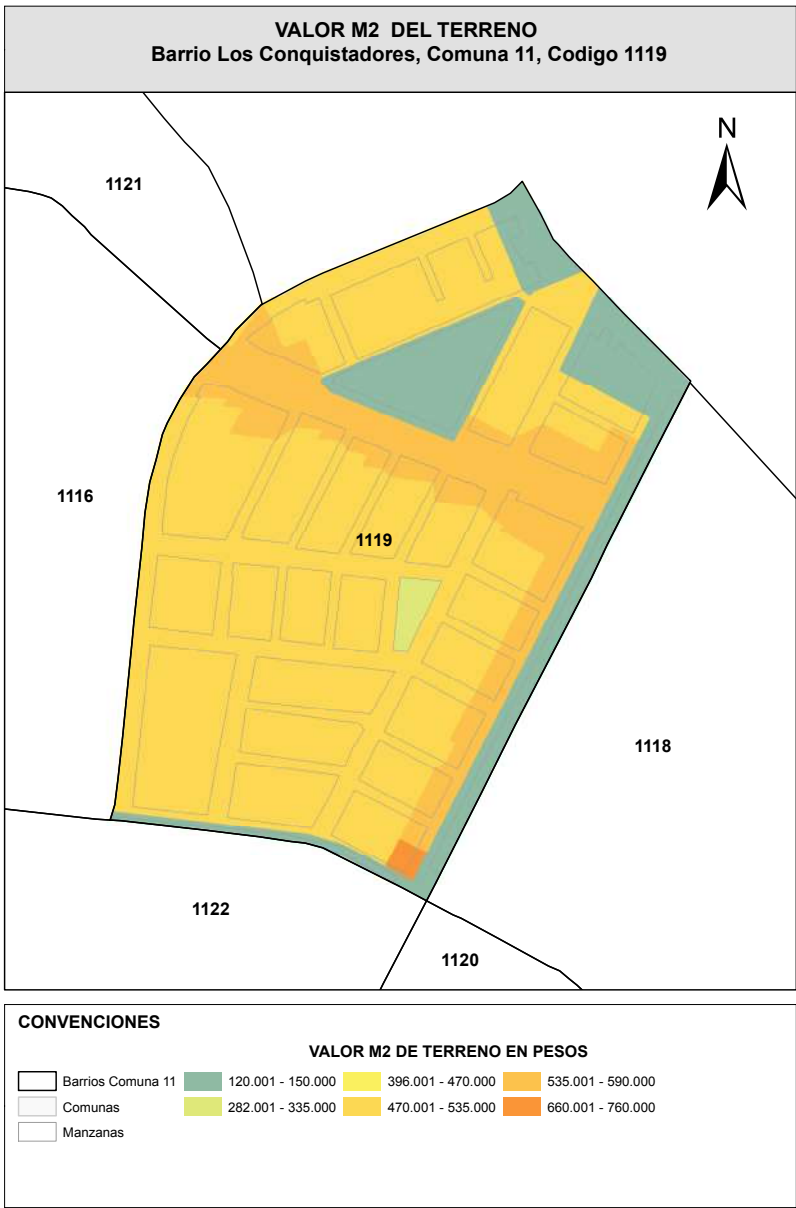 VALOR M2 DEL TERRENO
Barrio Los Conquistadores, Comuna 11, Codigo 1119
N
1121
1116
1119
1118
1122
1120
CONVENCIONES
VALOR M2 DE TERRENO EN PESOS
Barrios Comuna 11 120.001 - 150.000 396.001 - 470.000 535.001 - 590.000
Comunas 282.001 - 335.000 470.001 - 535.000 660.001 - 760.000
Manzanas